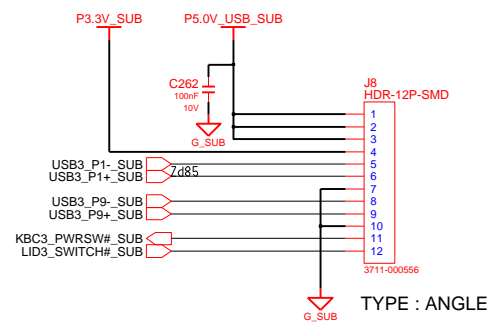 P3.3V_SUB P5.0V_USB_SUB
C262
100nF
10V
G_SUB
J8
HDR-12P-SMD
1
2
3
4
USB3_P1-_SUB 5
USB3_P1+_SUB 7d85 6
7
USB3_P9-_SUB 8
USB3_P9+_SUB 9
10
KBC3_PWRSW#_SUB 11
LID3_SWITCH#_SUB 12
3711-000556
G_SUB
TYPE : ANGLE